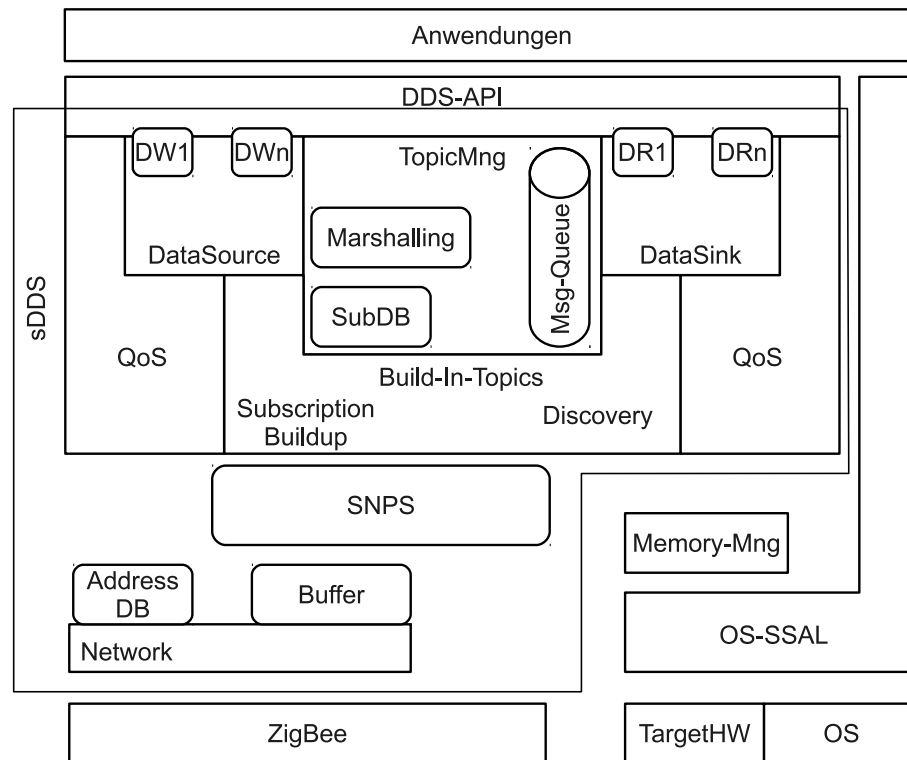 Anwendungen
DDS-API
DW1
DWn
TopicMng
DR1
DRn
Marshalling
Msg-Queue
DataSource
DataSink
sDDS
SubDB
QoS
QoS
Build-In-Topics
Subscription
Buildup
Discovery
SNPS
Memory-Mng
Address
DB
Buffer
OS-SSAL
Network
ZigBee
TargetHW
OS